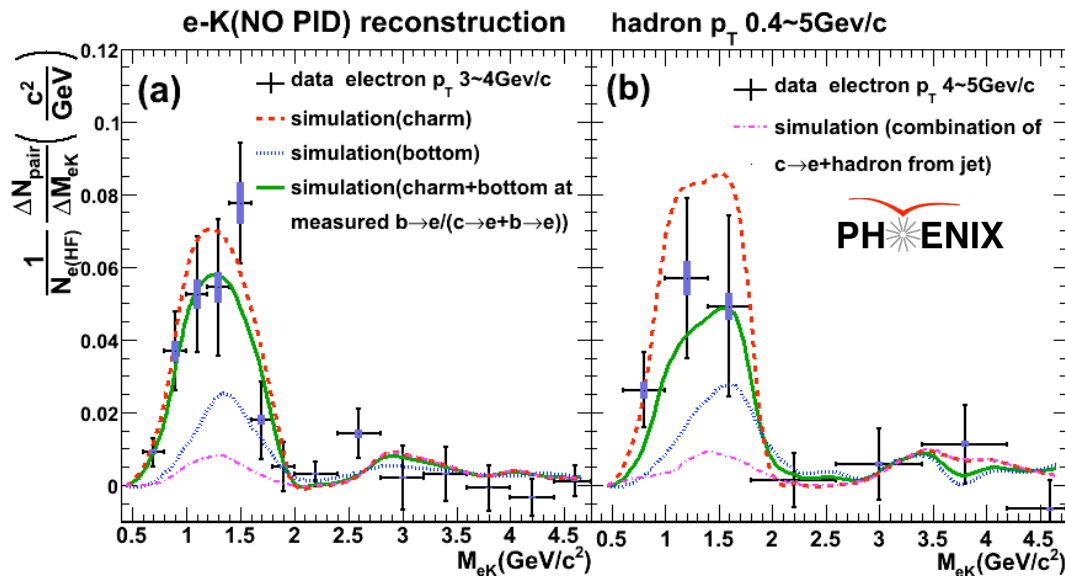 e-K(NO PID) reconstruction hadron p_T 0.4~5Gev/c
1/N_e(HF) ΔN_pair/ΔM_eK (c²/GeV)
0.12
0.1
0.08
0.06
0.04
0.02
0
(a)
data electron p_T 3~4Gev/c
simulation(charm)
simulation(bottom)
simulation(charm+bottom at
measured b→e/(c→e+b→e))
0.5 1 1.5 2 2.5 3 3.5 4 4.5
M_eK(GeV/c²)
(b)
data electron p_T 4~5Gev/c
simulation (combination of
c→e+hadron from jet)
PHENIX
0.5 1 1.5 2 2.5 3 3.5 4 4.5
M_eK(GeV/c²)